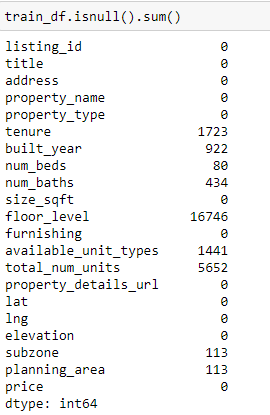 train_df.isnull().sum()
listing_id 0
title 0
address 0
property_name 0
property_type 0
tenure 1723
built_year 922
num_beds 80
num_baths 434
size_sqft 0
floor_level 16746
furnishing 0
available_unit_types 1441
total_num_units 5652
property_details_url 0
lat 0
lng 0
elevation 0
subzone 113
planning_area 113
price 0
dtype: int64